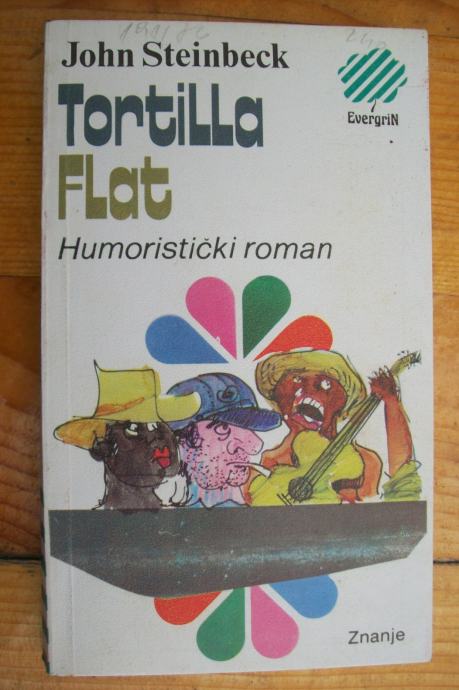 John Steinbeck
Tortilla
Flat
EvergriN
Humoristički roman
Znanje